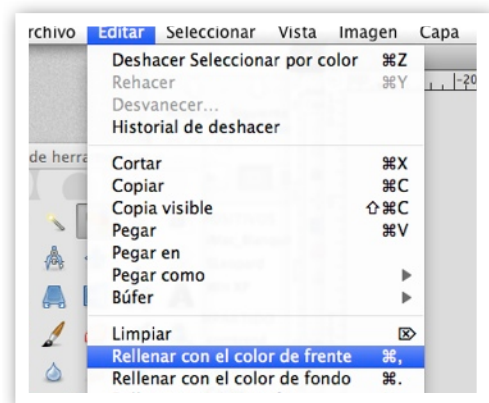 rchivo Editar Seleccionar Vista Imagen Capa
Deshacer Seleccionar por color ⌘Z
Rehacer ⌘Y
Desvanecer...
Historial de deshacer
-20
de herra
Cortar ⌘X
Copiar ⌘C
Copia visible ⇧⌘C
Pegar ⌘V
Pegar en
Pegar como
Búfer
Limpiar ⌦
Rellenar con el color de frente ⌘,
Rellenar con el color de fondo ⌘.